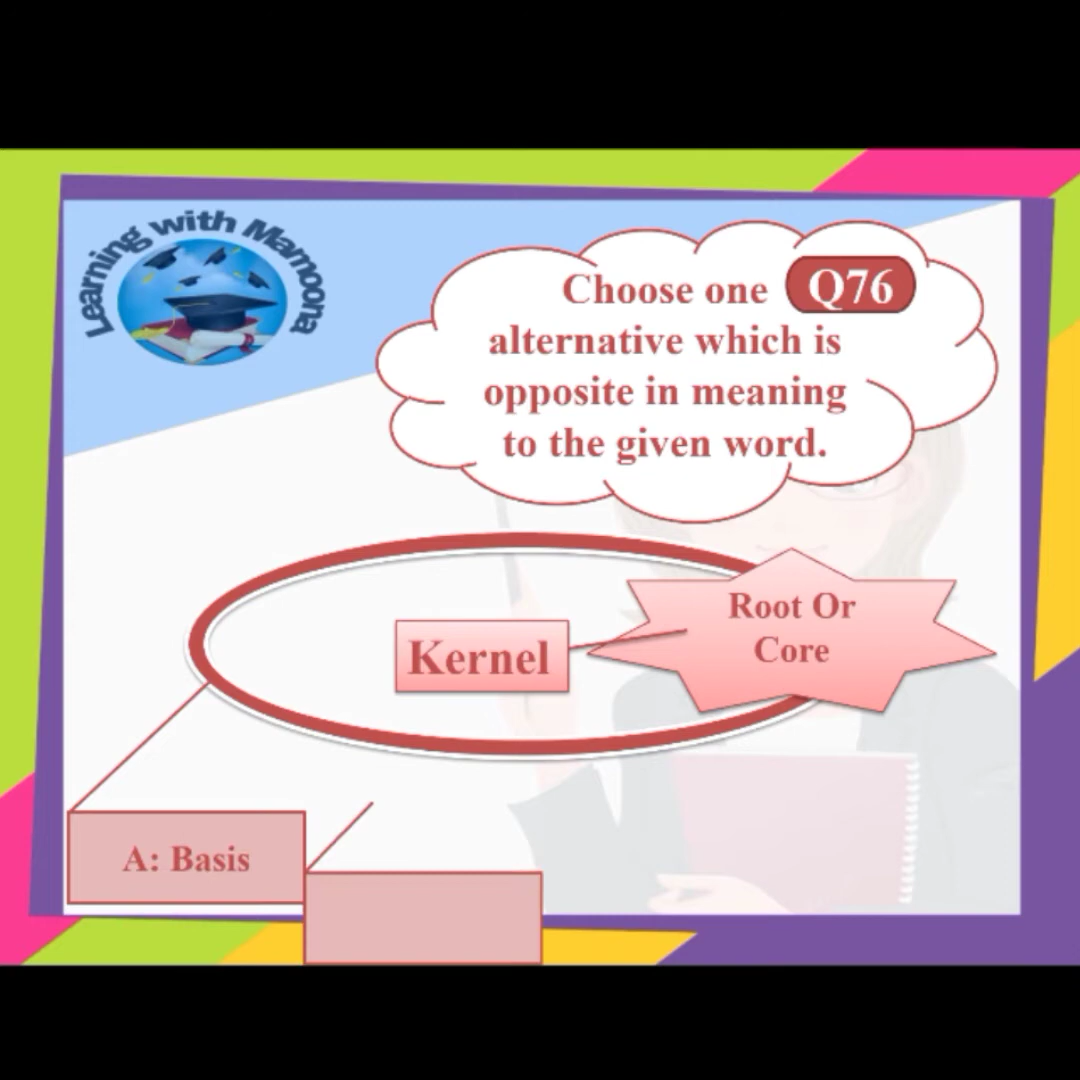 Learning with Mamoona
Choose one Q76
alternative which is
opposite in meaning
to the given word.
Root Or
Core
Kernel
A: Basis